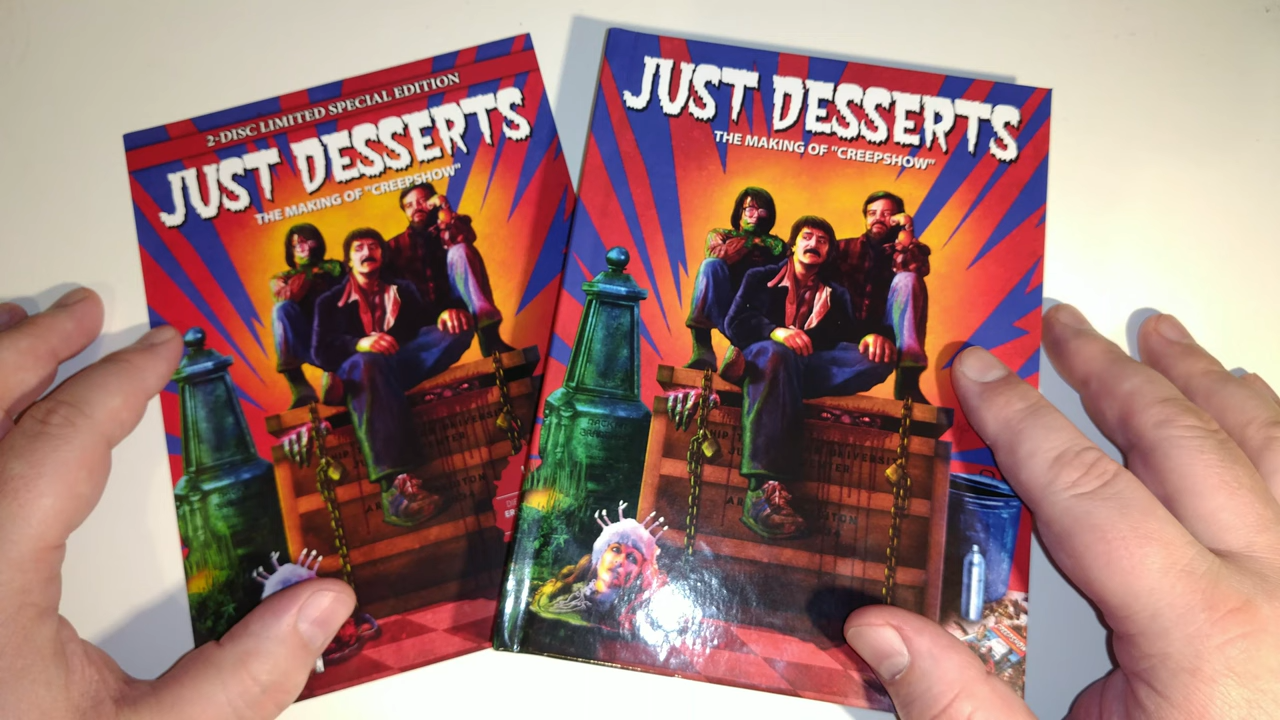 2-DISC LIMITED SPECIAL EDITION
JUST DESSERTS
THE MAKING OF "CREEPSHOW"
JUST DESSERTS
THE MAKING OF "CREEPSHOW"